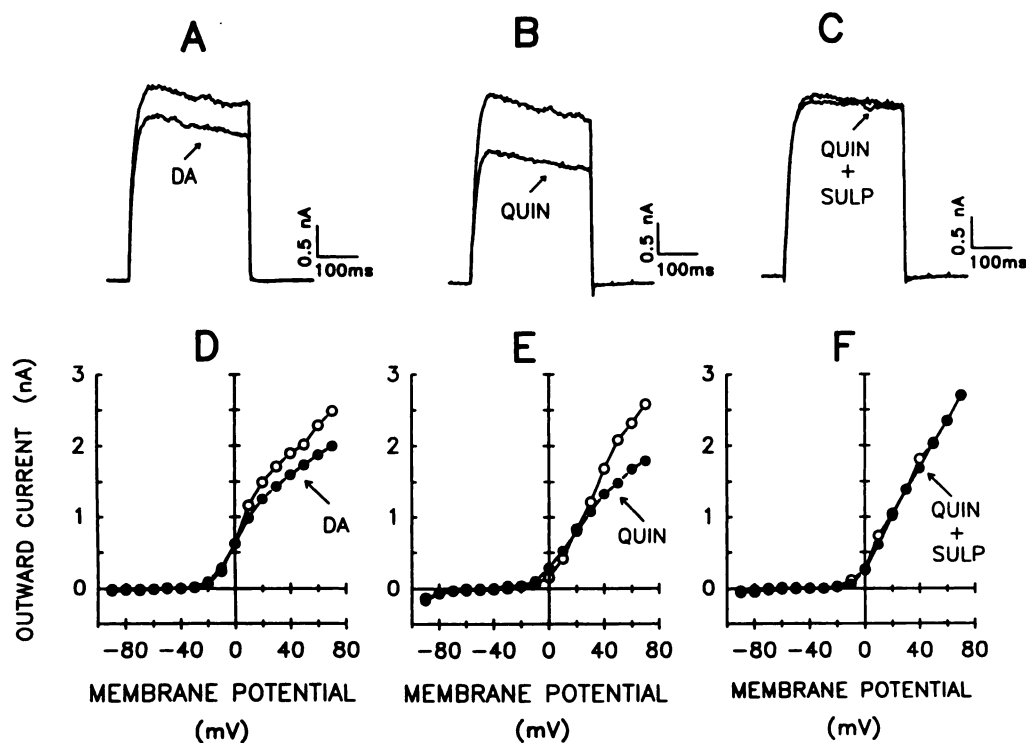 A
B
C
DA
QUIN
QUIN
+
SULP
0.5 nA
100ms
0.5 nA
100ms
0.5 nA
100ms
D
E
F
OUTWARD CURRENT (nA)
3
2
1
0
3
2
1
0
3
2
1
0
DA
QUIN
QUIN
+
SULP
-80 -40 0 40 80
-80 -40 0 40 80
-80 -40 0 40 80
MEMBRANE POTENTIAL
(mV)
MEMBRANE POTENTIAL
(mV)
MEMBRANE POTENTIAL
(mV)